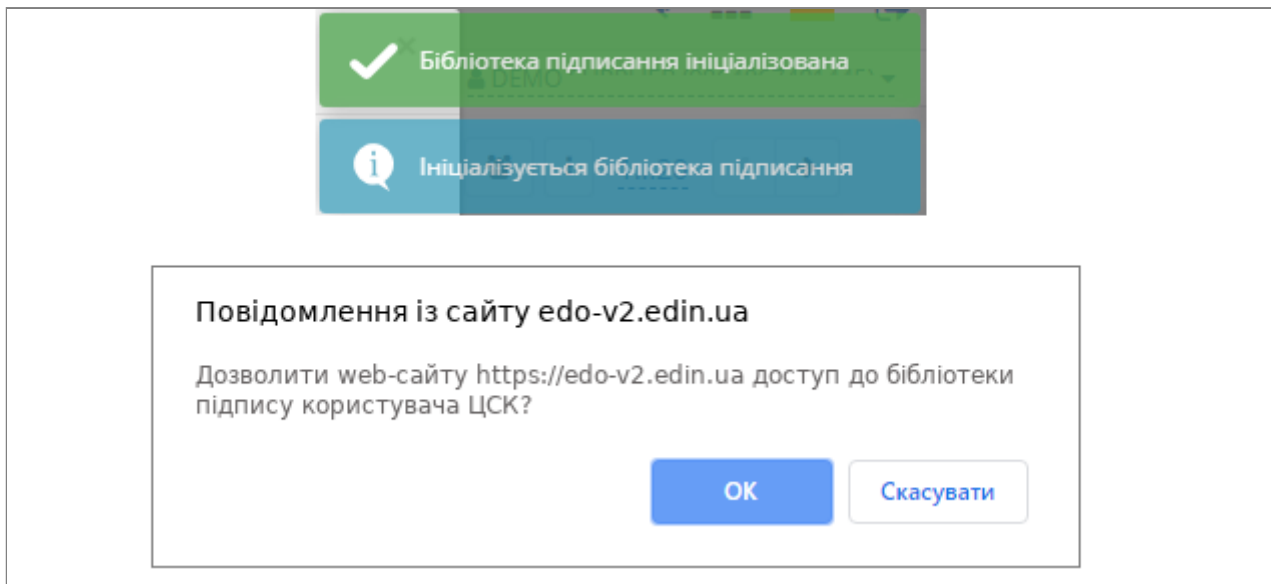 Бібліотека підписання ініціалізована
DEMO
Ініціалізується бібліотека підписання
Повідомлення із сайту edo-v2.edin.ua
Дозволити web-сайту https://edo-v2.edin.ua доступ до бібліотеки
підпису користувача ЦСК?
OK
Скасувати